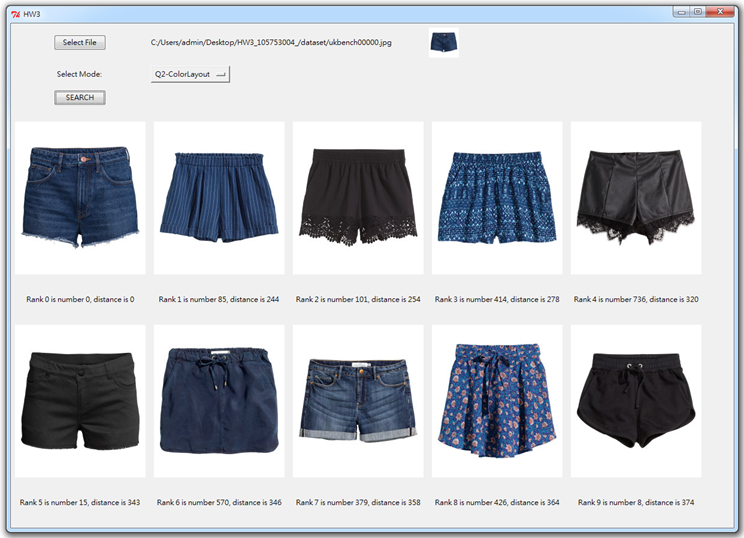 HW3
Select File
C:/Users/admin/Desktop/HW3_105753004_/dataset/ukbench00000.jpg
Select Mode:
Q2-ColorLayout
SEARCH
Rank 0 is number 0, distance is 0
Rank 1 is number 85, distance is 244
Rank 2 is number 101, distance is 254
Rank 3 is number 414, distance is 278
Rank 4 is number 736, distance is 320
Rank 5 is number 15, distance is 343
Rank 6 is number 570, distance is 346
Rank 7 is number 379, distance is 358
Rank 8 is number 426, distance is 364
Rank 9 is number 8, distance is 374